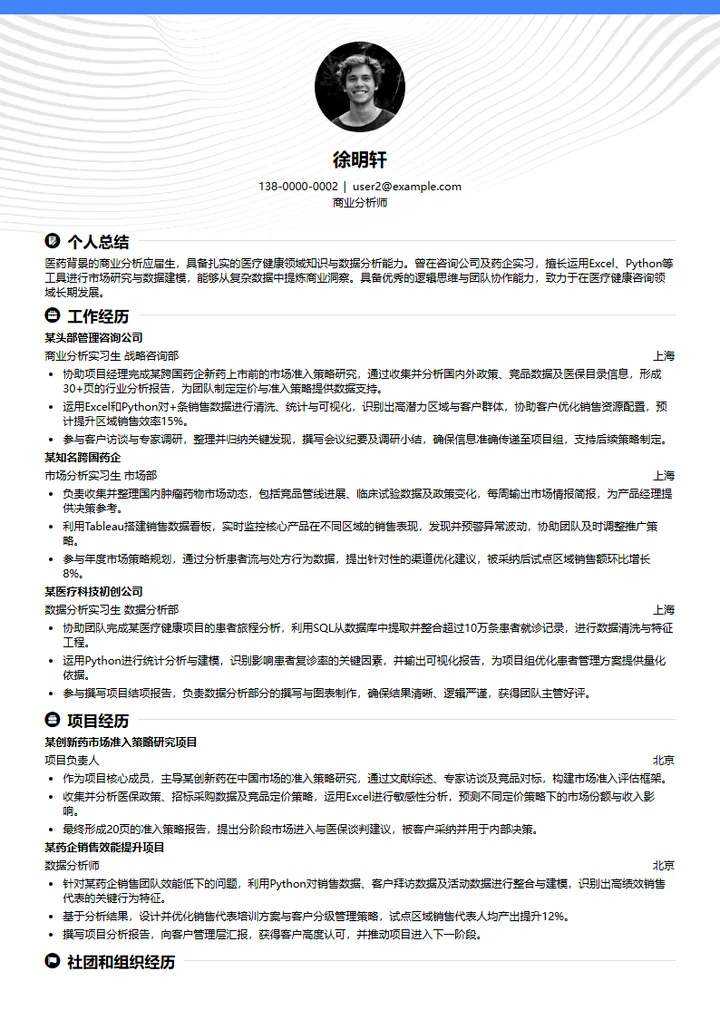 徐明轩
138-0000-0002 | user2@example.com
商业分析师
个人总结
医药背景的商业分析应届生，具备扎实的医疗健康领域知识与数据分析能力。曾在咨询公司及药企实习，擅长运用Excel、Python等
工具进行市场研究与数据建模，能够从复杂数据中提炼商业洞察。具备优秀的逻辑思维与团队协作能力，致力于在医疗健康咨询领
域长期发展。
工作经历
某头部管理咨询公司
商业分析实习生 战略咨询部 上海
• 协助项目经理完成某跨国药企新药上市前的市场准入策略研究，通过收集并分析国内外政策、竞品数据及医保目录信息，形成
30+页的行业分析报告，为团队制定定价与准入策略提供数据支持。
• 运用Excel和Python对+条销售数据进行清洗、统计与可视化，识别出高潜力区域与客户群体，协助客户优化销售资源配置，预
计提升区域销售效率15%。
• 参与客户访谈与专家调研，整理并归纳关键发现，撰写会议纪要及调研小结，确保信息准确传递至项目组，支持后续策略制定。
某知名跨国药企
市场分析实习生 市场部 上海
• 负责收集并整理国内肿瘤药物市场动态，包括竞品管线进展、临床试验数据及政策变化，每周输出市场情报简报，为产品经理提
供决策参考。
• 利用Tableau搭建销售数据看板，实时监控核心产品在不同区域的销售表现，发现并预警异常波动，协助团队及时调整推广策
略。
• 参与年度市场策略规划，通过分析患者流与处方行为数据，提出针对性的渠道优化建议，被采纳后试点区域销售额环比增长
8%。
某医疗科技初创公司
数据分析实习生 数据分析部 上海
• 协助团队完成某医疗健康项目的患者旅程分析，利用SQL从数据库中提取并整合超过10万条患者就诊记录，进行数据清洗与特征
工程。
• 运用Python进行统计分析与建模，识别影响患者复诊率的关键因素，并输出可视化报告，为项目组优化患者管理方案提供量化
依据。
• 参与撰写项目结项报告，负责数据分析部分的撰写与图表制作，确保结果清晰、逻辑严谨，获得团队主管好评。
项目经历
某创新药市场准入策略研究项目
项目负责人 北京
• 作为项目核心成员，主导某创新药在中国市场的准入策略研究，通过文献综述、专家访谈及竞品对标，构建市场准入评估框架。
• 收集并分析医保政策、招标采购数据及竞品定价策略，运用Excel进行敏感性分析，预测不同定价策略下的市场份额与收入影
响。
• 最终形成20页的准入策略报告，提出分阶段市场进入与医保谈判建议，被客户采纳并用于内部决策。
某药企销售效能提升项目
数据分析师 北京
• 针对某药企销售团队效能低下的问题，利用Python对销售数据、客户拜访数据及活动数据进行整合与建模，识别出高绩效销售
代表的关键行为特征。
• 基于分析结果，设计并优化销售代表培训方案与客户分级管理策略，试点区域销售代表人均产出提升12%。
• 撰写项目分析报告，向客户管理层汇报，获得客户高度认可，并推动项目进入下一阶段。
社团和组织经历